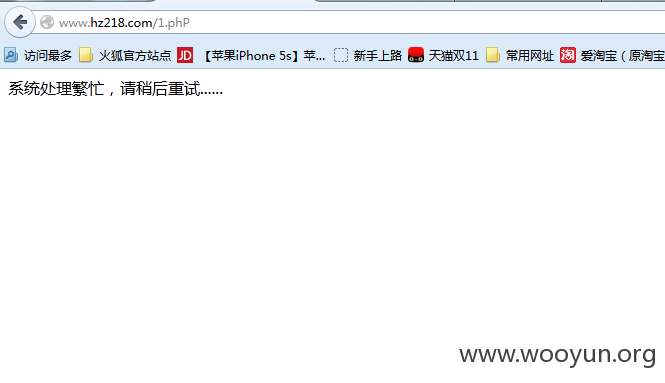 www.hz218.com/1.phP
访问最多 火狐官方站点 JD 【苹果iPhone 5s】苹... 新手上路 天猫双11 常用网址 淘 爱淘宝（原淘宝
系统处理繁忙，请稍后重试......
www.wooyun.org